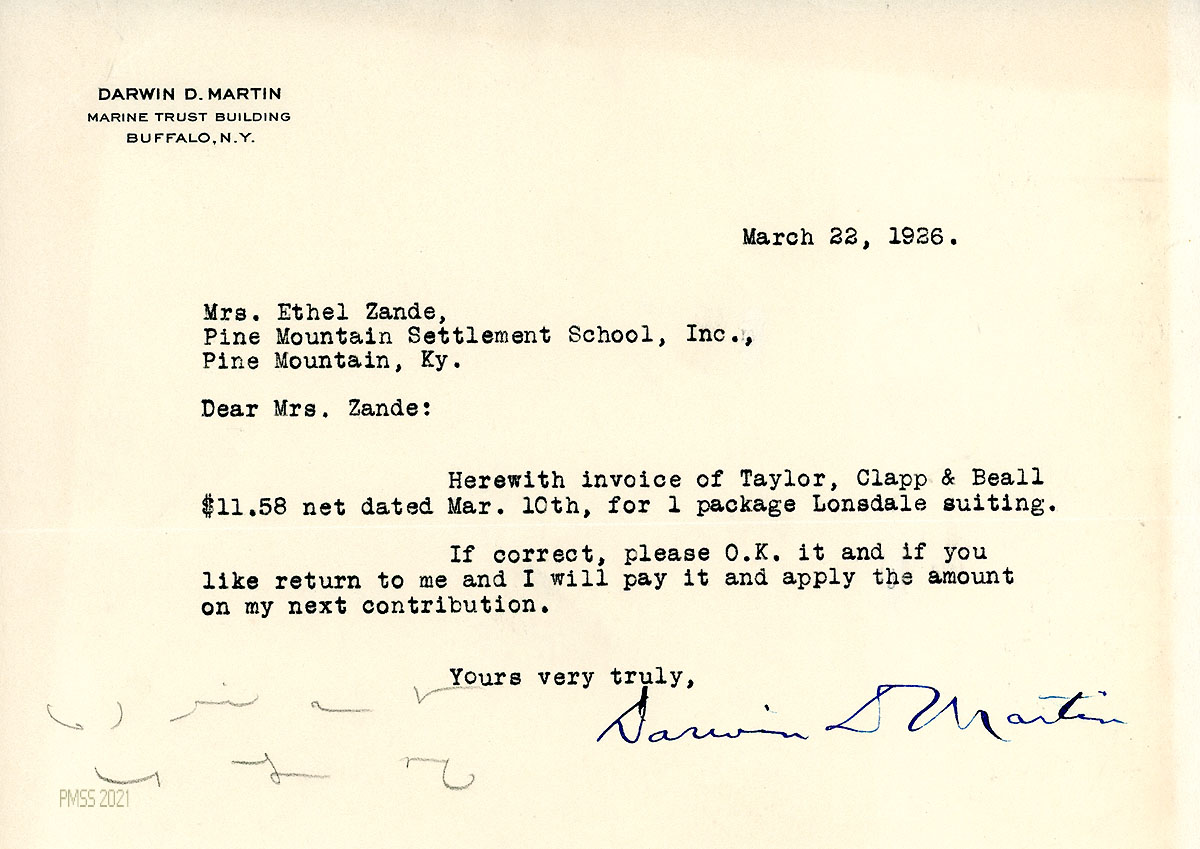 DARWIN D. MARTIN
MARINE TRUST BUILDING
BUFFALO, N.Y.
March 22, 1926.
Mrs. Ethel Zande,
Pine Mountain Settlement School, Inc.,
Pine Mountain, Ky.
Dear Mrs. Zande:
Herewith invoice of Taylor, Clapp & Beall
$11.58 net dated Mar. 10th, for 1 package Lonsdale suiting.
If correct, please O.K. it and if you
like return to me and I will pay it and apply the amount
on my next contribution.
Yours very truly,
Darwin D Martin
PMSS 2021